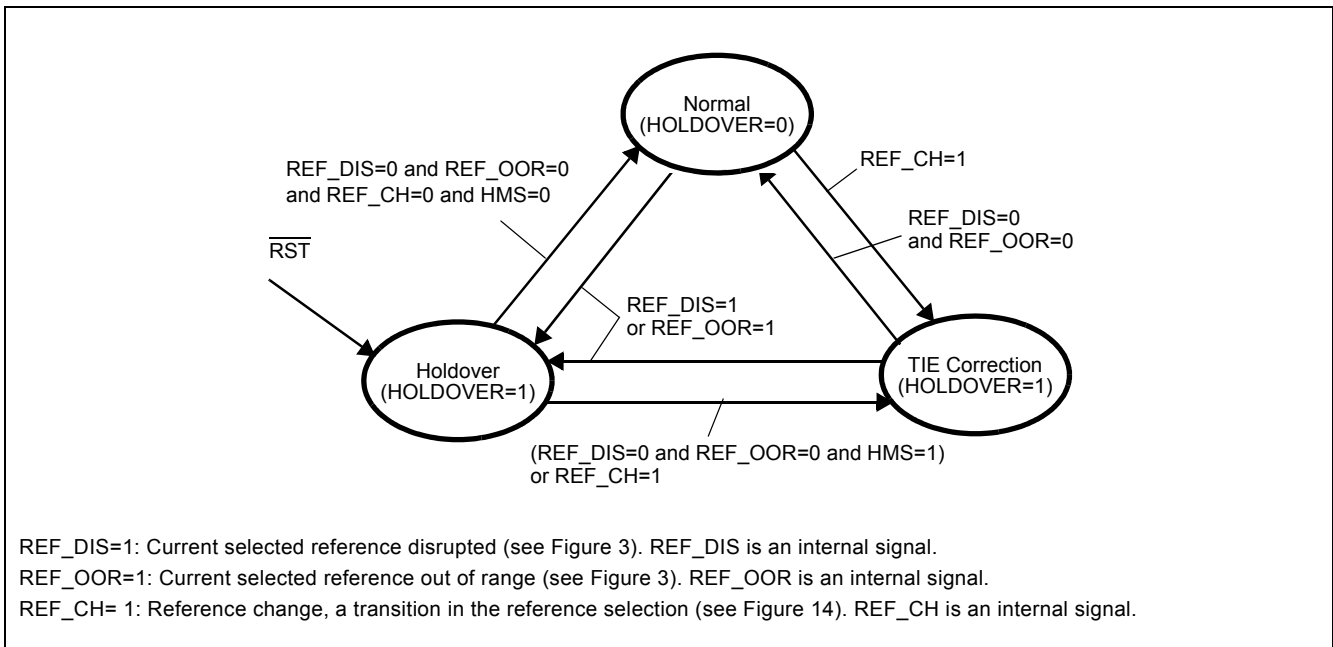 Normal
(HOLDOVER=0)
REF_DIS=0 and REF_OOR=0
and REF_CH=0 and HMS=0
REF_CH=1
REF_DIS=0
and REF_OOR=0
RST
REF_DIS=1
or REF_OOR=1
Holdover
(HOLDOVER=1)
TIE Correction
(HOLDOVER=1)
(REF_DIS=0 and REF_OOR=0 and HMS=1)
or REF_CH=1
REF_DIS=1: Current selected reference disrupted (see Figure 3). REF_DIS is an internal signal.
REF_OOR=1: Current selected reference out of range (see Figure 3). REF_OOR is an internal signal.
REF_CH= 1: Reference change, a transition in the reference selection (see Figure 14). REF_CH is an internal signal.